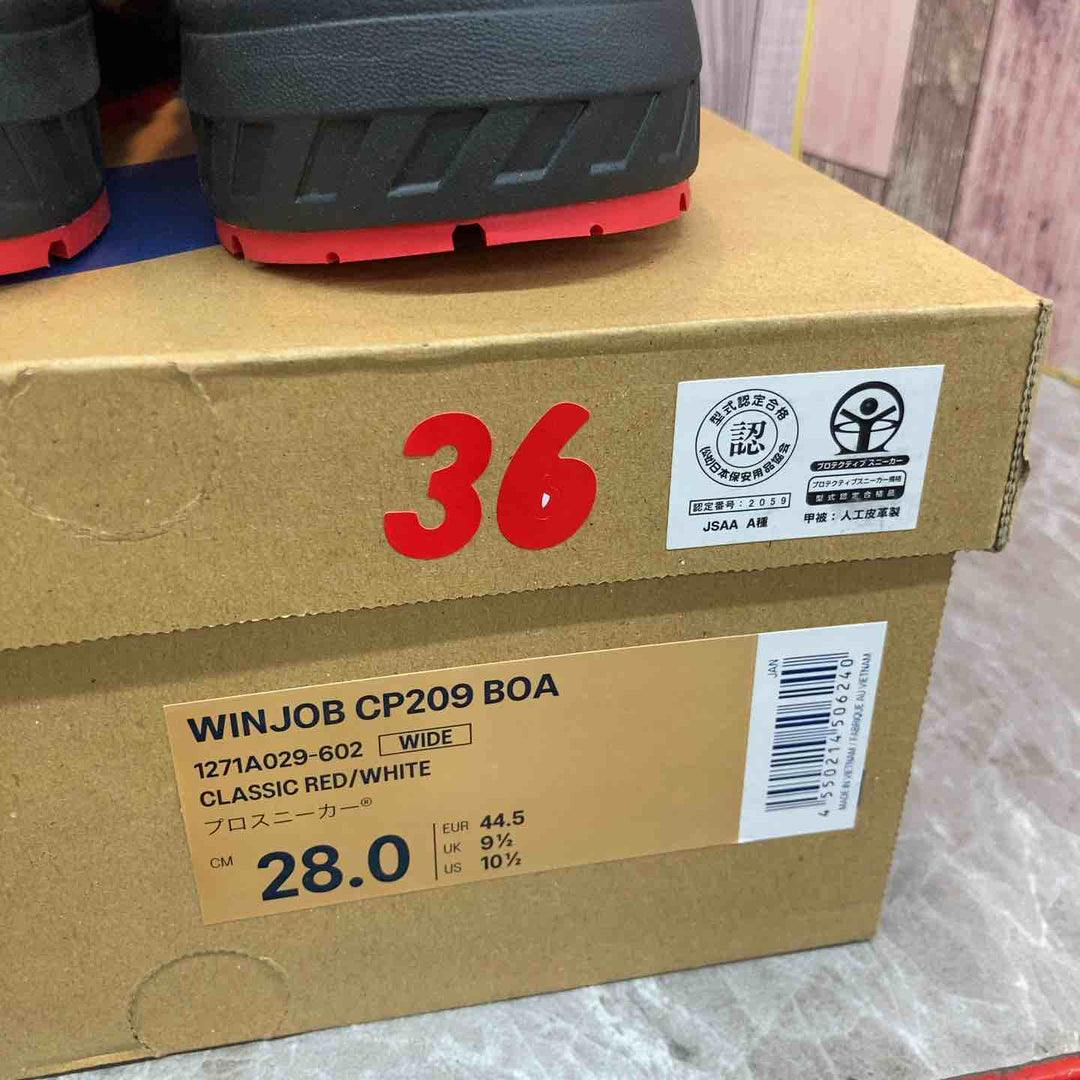 36
型式認定合格
認
(公社)日本保安用品協会
認定番号：2059
JSAA A種
プロテクティブ スニーカー
プロテクティブスニーカー規格
型式認定合格品
甲被：人工皮革製
WINJOB CP209 BOA
1271A029-602 WIDE
CLASSIC RED/WHITE
プロスニーカー®
CM 28.0
EUR 44.5
UK 9½
US 10½
JAN
4 550214 506240
MADE IN VIETNAM / FABRIQUE AU VIETNAM